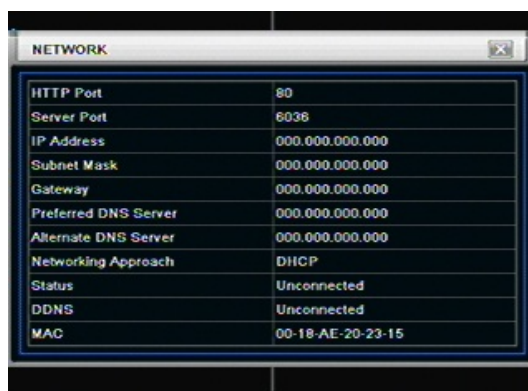 NETWORK
HTTP Port 80
Server Port 6036
IP Address 000.000.000.000
Subnet Mask 000.000.000.000
Gateway 000.000.000.000
Preferred DNS Server 000.000.000.000
Alternate DNS Server 000.000.000.000
Networking Approach DHCP
Status Unconnected
DDNS Unconnected
MAC 00-18-AE-20-23-15